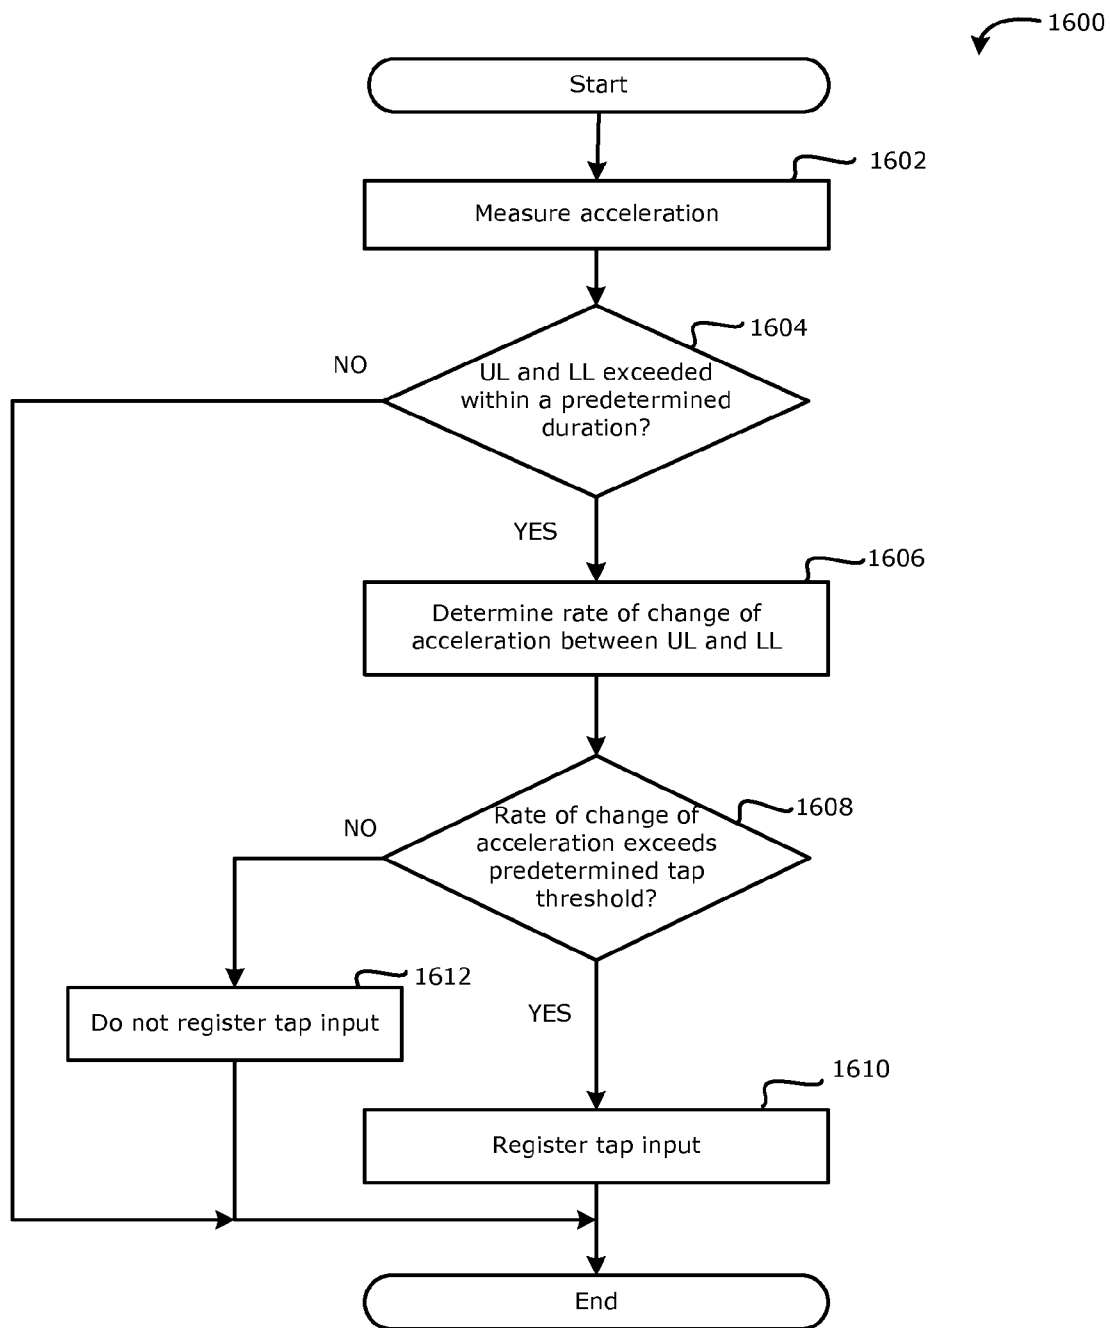 1600
Start
1602
Measure acceleration
1604
NO
UL and LL exceeded
within a predetermined
duration?
YES
1606
Determine rate of change of
acceleration between UL and LL
1608
NO
Rate of change of
acceleration exceeds
predetermined tap
threshold?
1612
Do not register tap input
YES
1610
Register tap input
End